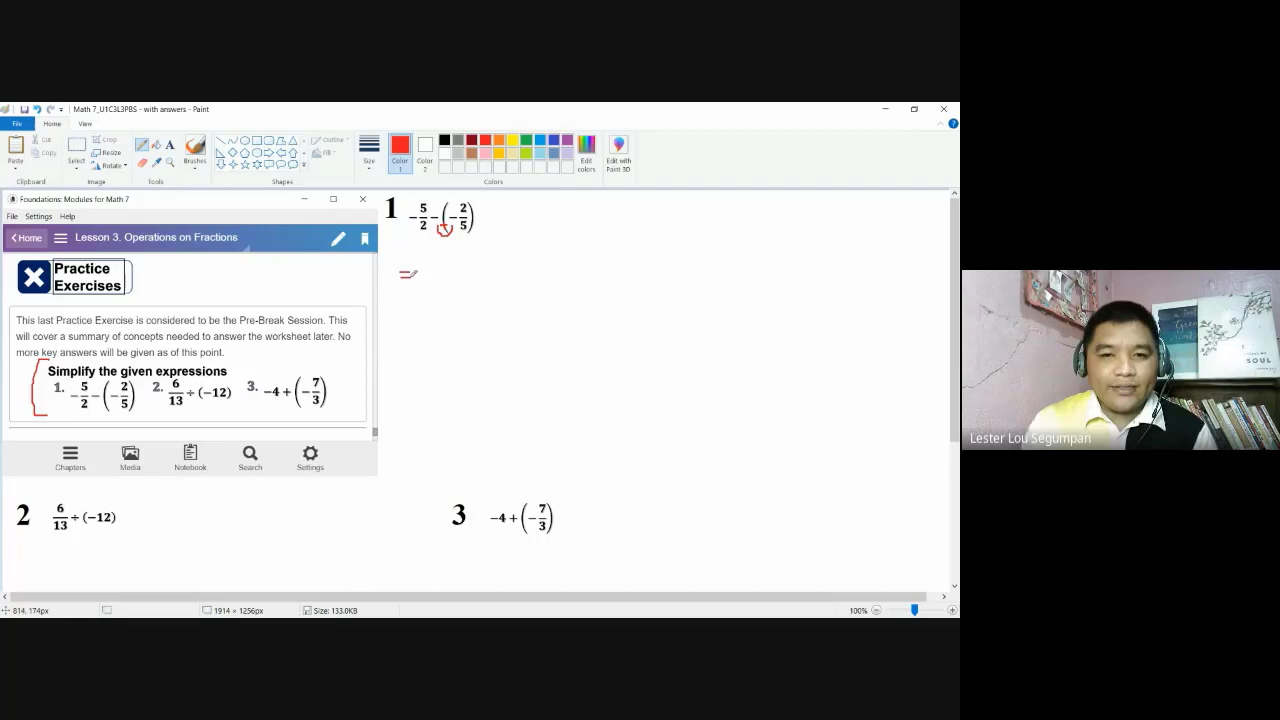 Math 7_U1C3L3PBS - with answers - Paint
File Home View
Paste
Cut
Copy
Clipboard
Select
Crop
Resize
Rotate
Image
Tools
Brushes
Shapes
Outline
Fill
Size
Color 1
Color 2
Edit colors
Colors
Edit with Paint 3D
Foundations: Modules for Math 7
File Settings Help
< Home Lesson 3. Operations on Fractions
Practice
Exercises
This last Practice Exercise is considered to be the Pre-Break Session. This
will cover a summary of concepts needed to answer the worksheet later. No
more key answers will be given as of this point.
Simplify the given expressions
1. −5/2 − (−2/5) 2. 6/13 ÷ (−12) 3. −4 + (−7/3)
Chapters Media Notebook Search Settings
1 −5/2 − (−2/5)
=
2 6/13 ÷ (−12)
3 −4 + (−7/3)
814, 174px 1914 × 1256px Size: 133.0KB 100%
Lester Lou Segumpan
SOUL